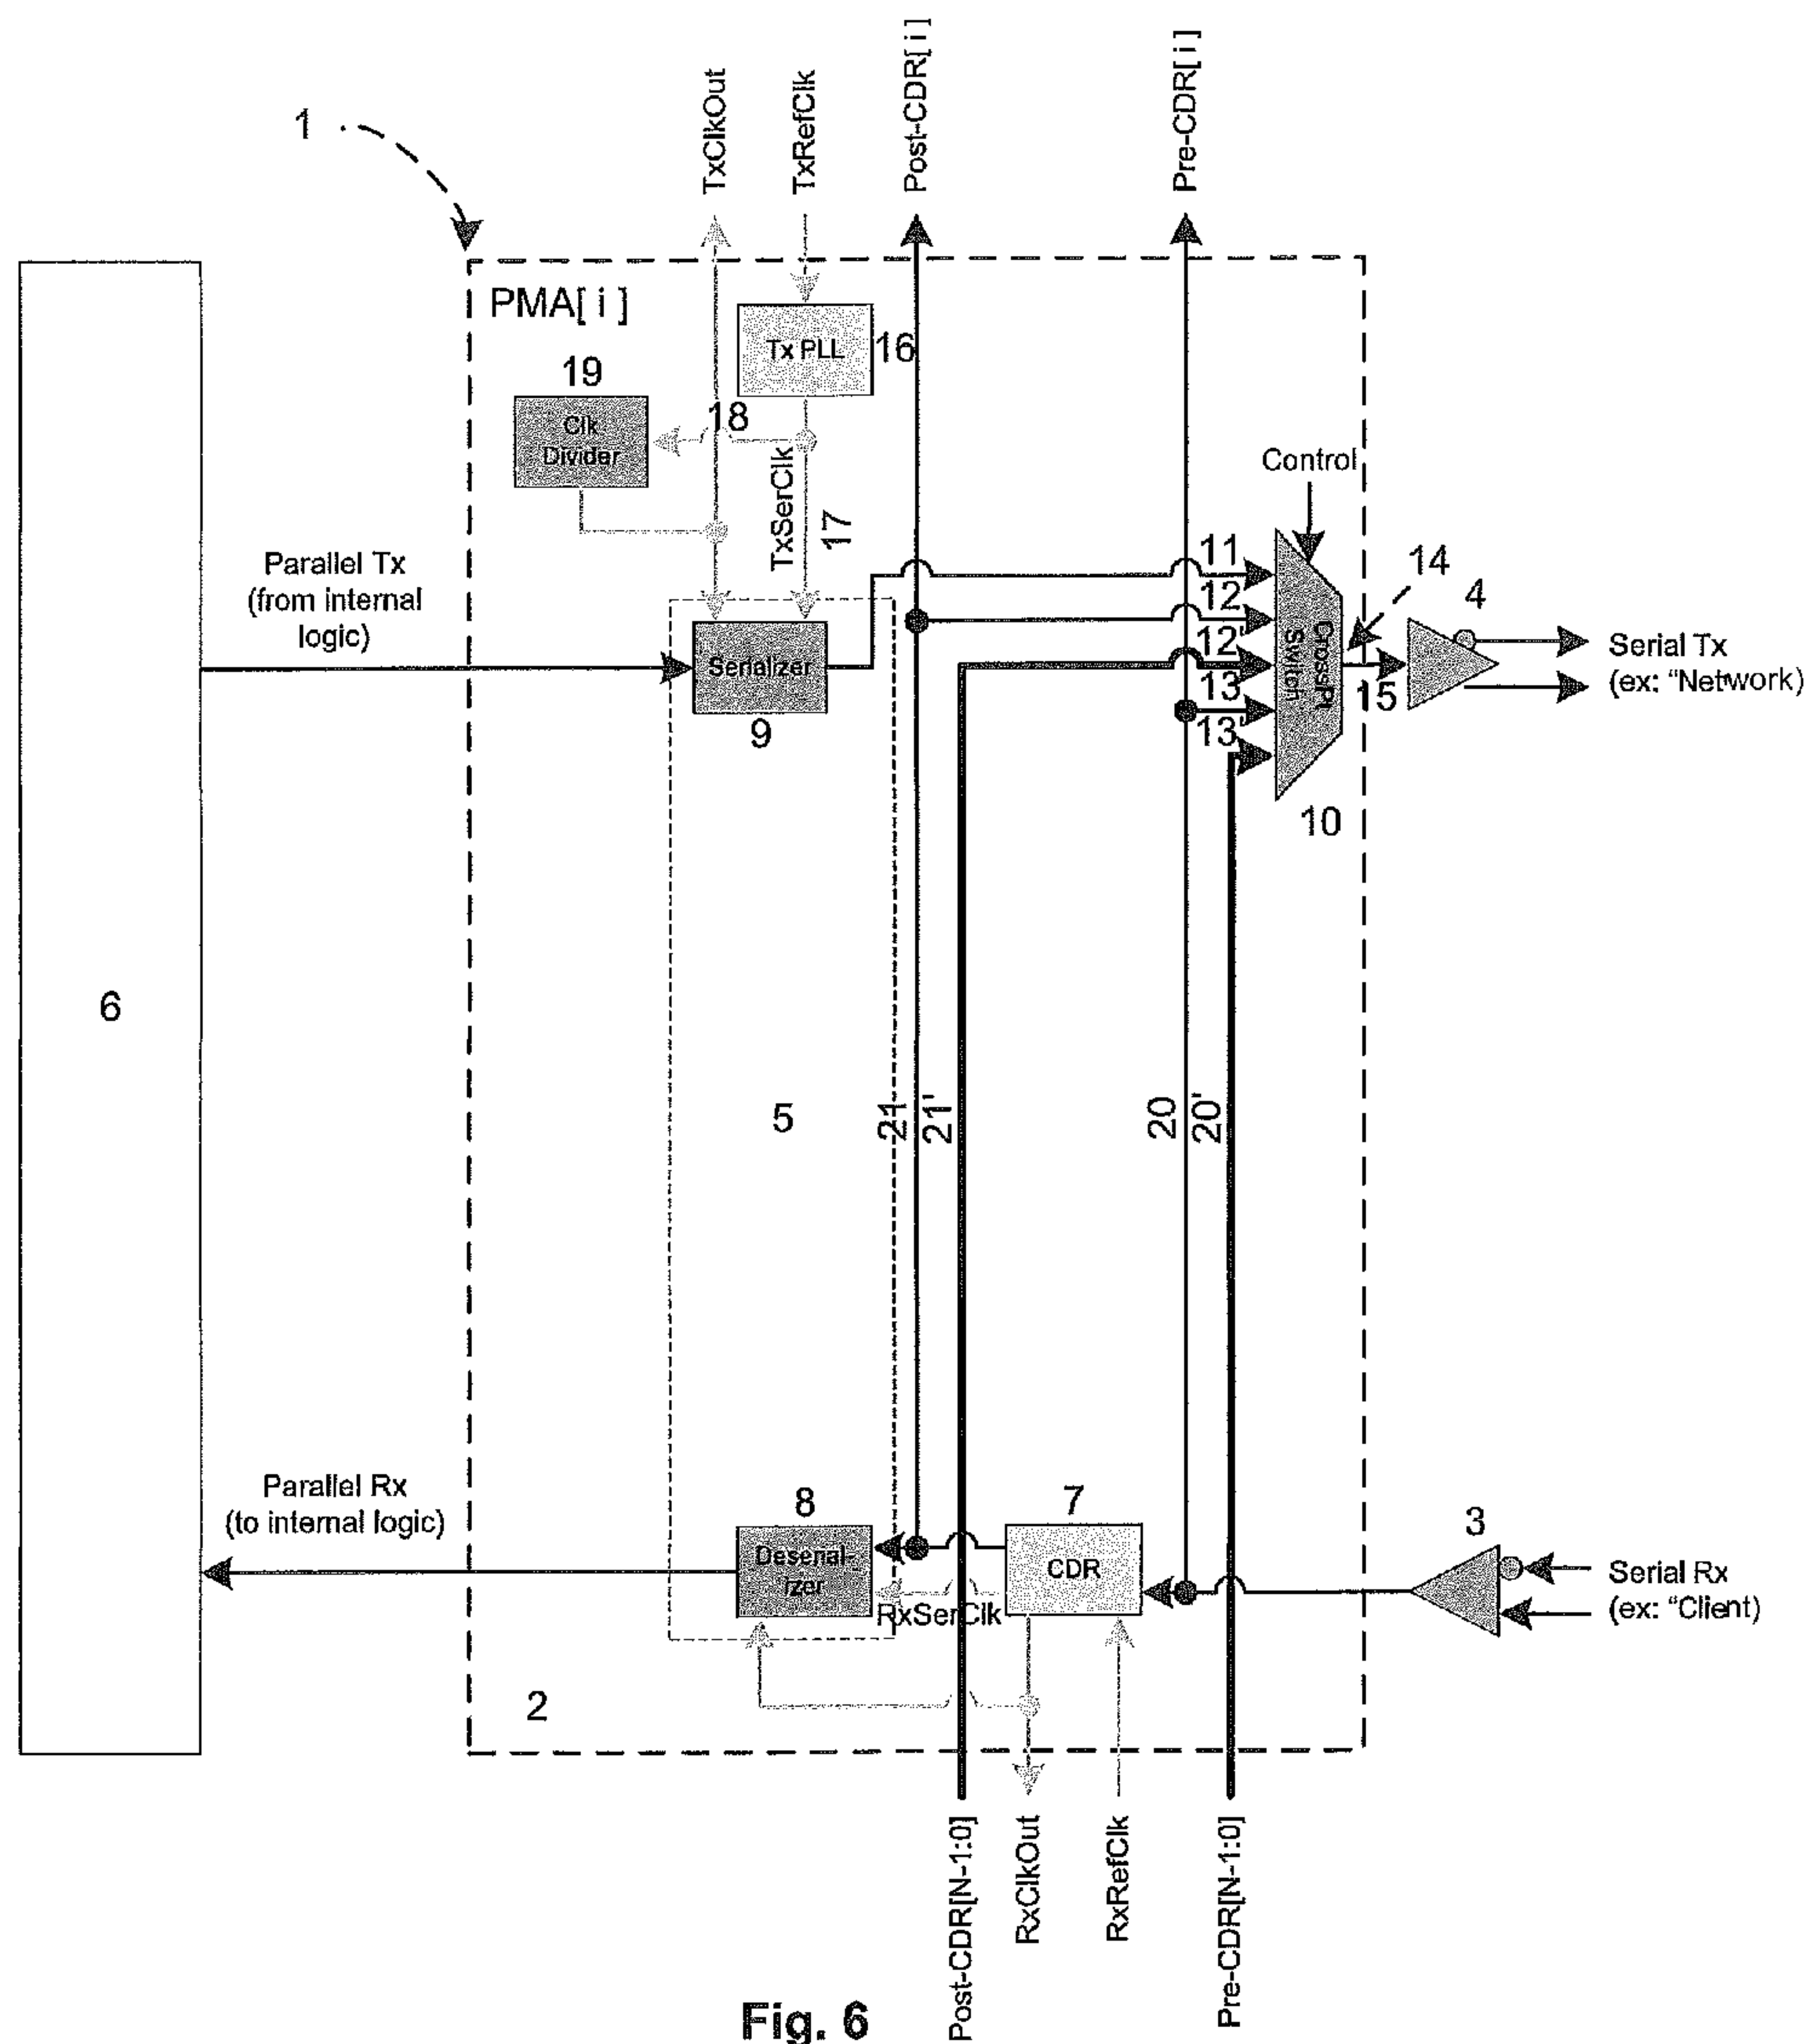 1
TxClkOut
TxRefClk
Post-CDR[ i ]
Pre-CDR[ i ]
PMA[ i ]
Tx PLL
16
19
Clk
Divider
18
TxSerClk
17
Control
Parallel Tx
(from internal
logic)
Serializer
9
11
12
12'
13
13'
CrossPt
Switch
10
14
15
4
Serial Tx
(ex: “Network)
6
5
21
21'
20
20'
Parallel Rx
(to internal logic)
8
Deserial-
izer
RxSerClk
7
CDR
3
Serial Rx
(ex: “Client)
2
Post-CDR[N-1:0]
RxClkOut
RxRefClk
Pre-CDR[N-1:0]
Fig. 6